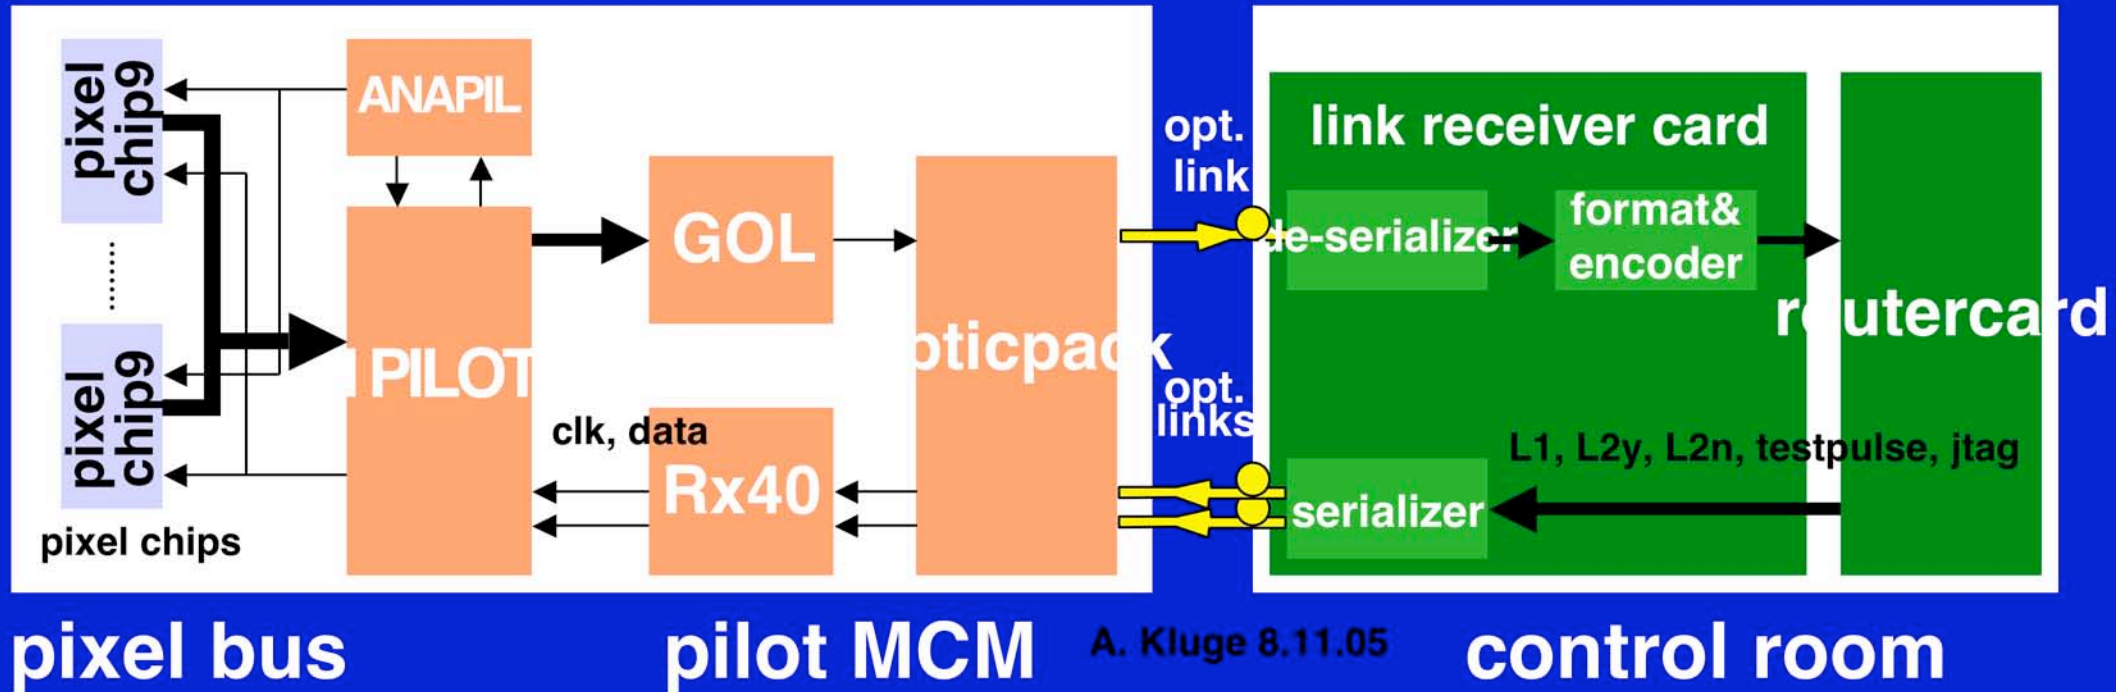 pixel
chip9
ANAPIL
opt.
link
link receiver card
GOL
de-serializer
format&
encoder
routercard
pixel
chip9
PILOT
pticpack
opt.
links
clk, data
Rx40
L1, L2y, L2n, testpulse, jtag
serializer
pixel chips
pixel bus
pilot MCM
A. Kluge 8.11.05
control room